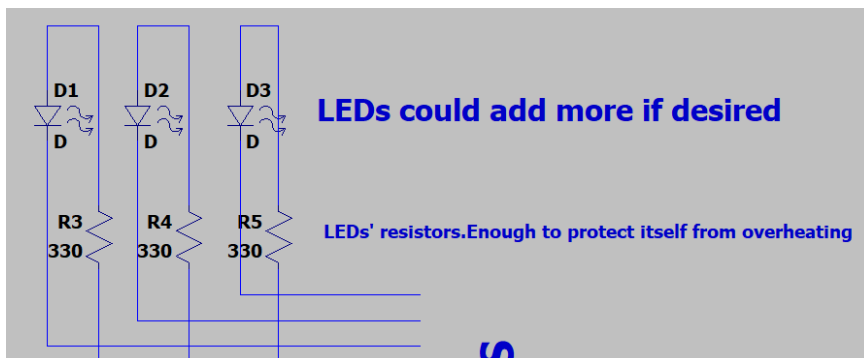 D1 D2 D3
LEDs could add more if desired
D D D
R3 R4 R5
LEDs' resistors.Enough to protect itself from overheating
330 330 330
S